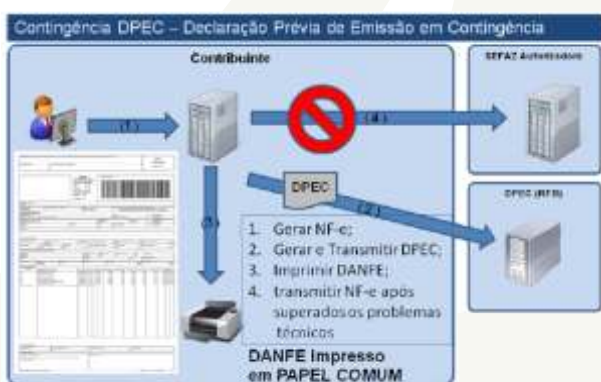 Contingência DPEC – Declaração Prévia de Emissão em Contingência
Contribuinte
SEFAZ Autorizadora
(1)
(4)
DPEC
(2)
DPEC (RFB)
(3)
1. Gerar NF-e;
2. Gerar e Transmitir DPEC;
3. Imprimir DANFE;
4. transmitir NF-e após
superados os problemas
técnicos
DANFE Impresso
em PAPEL COMUM